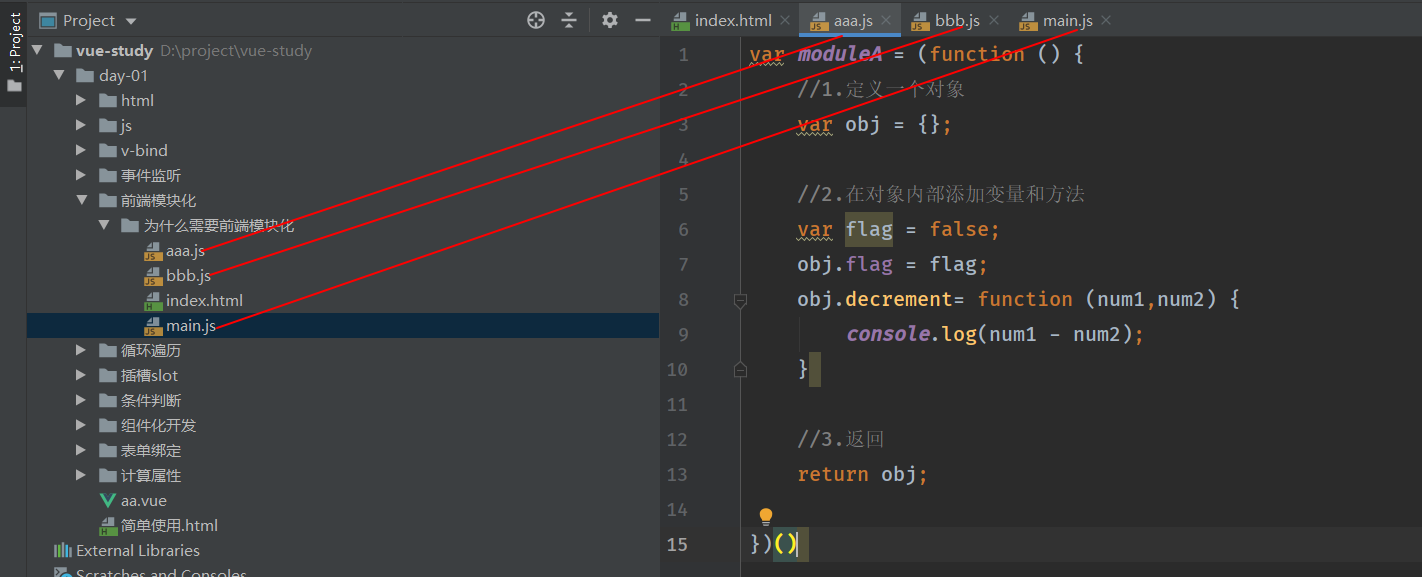 1: Project
Project
vue-study D:\project\vue-study
day-01
html
js
v-bind
事件监听
前端模块化
为什么需要前端模块化
aaa.js
bbb.js
index.html
main.js
循环遍历
插槽slot
条件判断
组件化开发
表单绑定
计算属性
aa.vue
简单使用.html
External Libraries
Scratches and Consoles
index.html
aaa.js
bbb.js
main.js
1 var moduleA = (function () {
2 //1.定义一个对象
3 var obj = {};
4
5 //2.在对象内部添加变量和方法
6 var flag = false;
7 obj.flag = flag;
8 obj.decrement= function (num1,num2) {
9 console.log(num1 - num2);
10 }
11
12 //3.返回
13 return obj;
14
15 })()